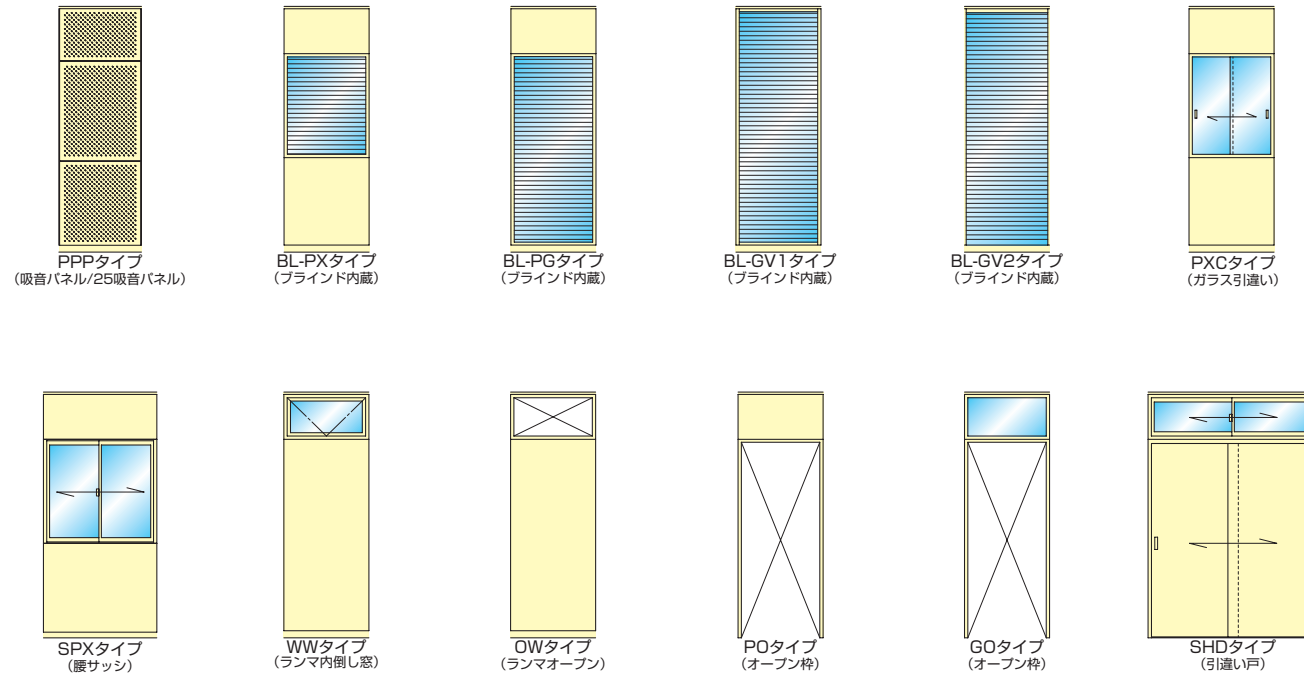 PPPタイプ
(吸音パネル/25吸音パネル)
BL-PXタイプ
(ブラインド内蔵)
BL-PGタイプ
(ブラインド内蔵)
BL-GV1タイプ
(ブラインド内蔵)
BL-GV2タイプ
(ブラインド内蔵)
PXCタイプ
(ガラス引違い)
SPXタイプ
(腰サッシ)
WWタイプ
(ランマ内倒し窓)
OWタイプ
(ランマオープン)
POタイプ
(オープン枠)
GOタイプ
(オープン枠)
SHDタイプ
(引違い戸)